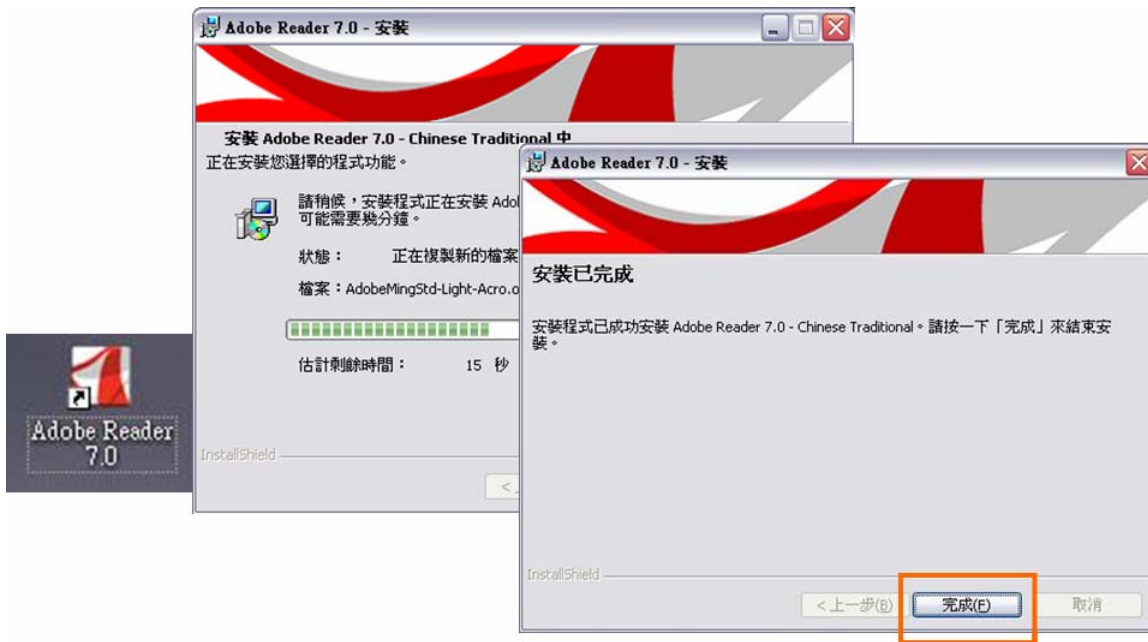 Adobe Reader 7.0 - 安裝
安裝 Adobe Reader 7.0 - Chinese Traditional 中
正在安裝您選擇的程式功能。
請稍候，安裝程式正在安裝
可能需要幾分鐘。
狀態： 正在複製新的檔案
檔案：AdobeMingStd-Light-Acro.o
估計剩餘時間： 15 秒
InstallShield
Adobe Reader
7.0
Adobe Reader 7.0 - 安裝
安裝已完成
安裝程式已成功安裝 Adobe Reader 7.0 - Chinese Traditional。請按一下「完成」來結束安
裝。
InstallShield
< 上一步(B)
完成(F)
取消